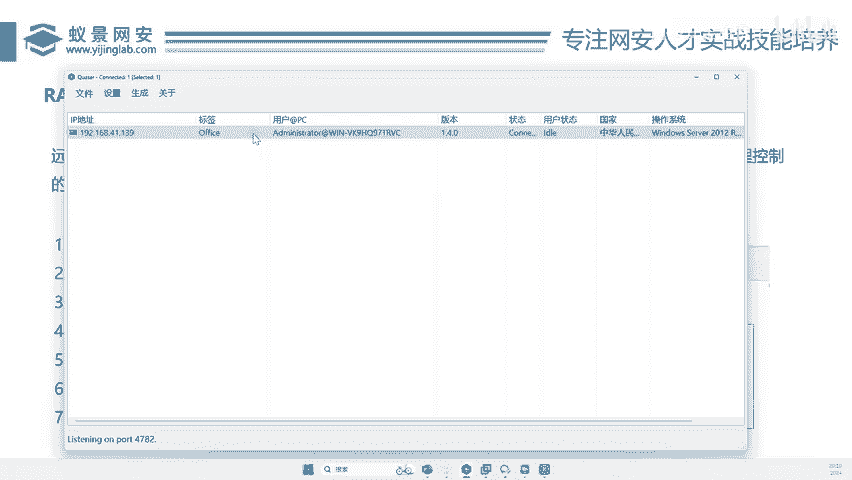 蚁景网安
www.yijinglab.com
专注网安人才实战技能培养
Quasar - Connected: 1 [Selected: 1]
RA
文件 设置 生成 关于
IP地址 标签 用户@PC 版本 状态 用户状态 国家 操作系统
192.168.41.139 Office Administrator@WIN-VK9HQ971RVC 1.4.0 Conne... Idle 中华人民... Windows Server 2012 R...
远 控制
的
1
2
3
4
5
6
7
Listening on port 4782.
搜索